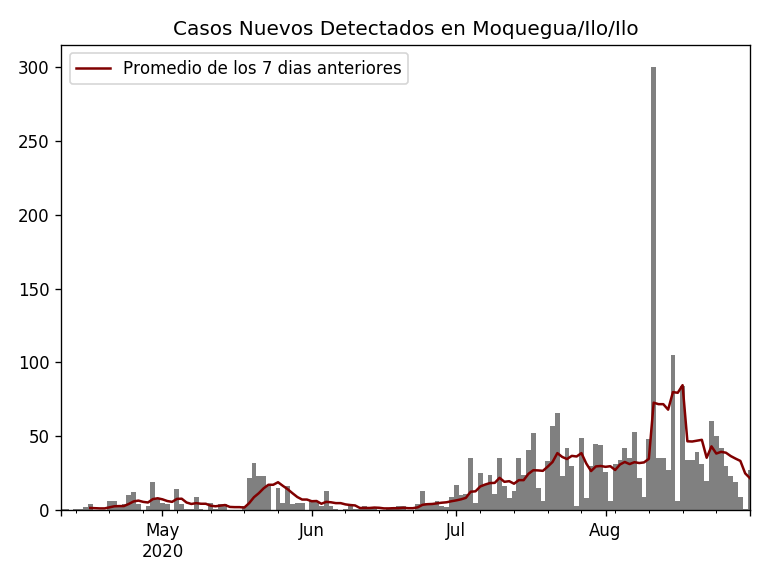 Casos Nuevos Detectados en Moquegua/Ilo/Ilo
Promedio de los 7 dias anteriores
300
250
200
150
100
50
0
May
2020
Jun
Jul
Aug